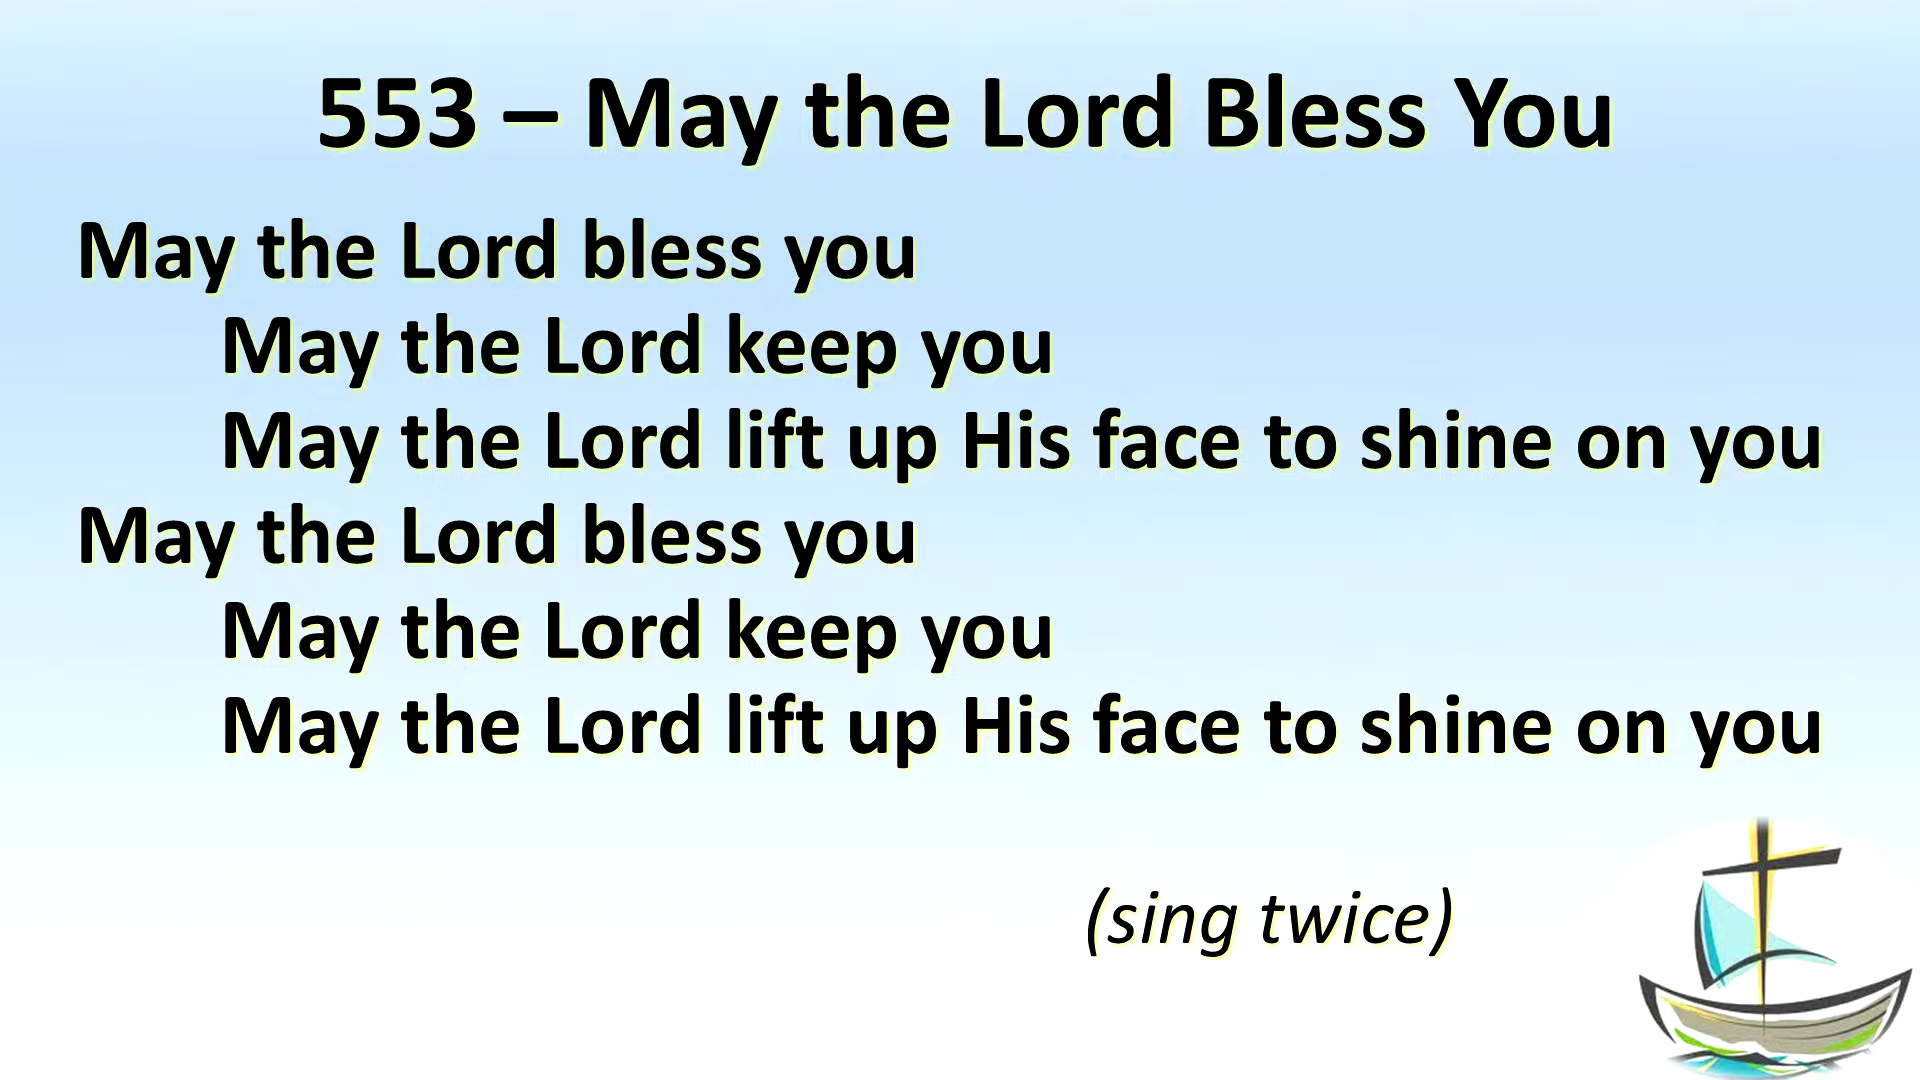 553 – May the Lord Bless You
May the Lord bless you
May the Lord keep you
May the Lord lift up His face to shine on you
May the Lord bless you
May the Lord keep you
May the Lord lift up His face to shine on you
(sing twice)